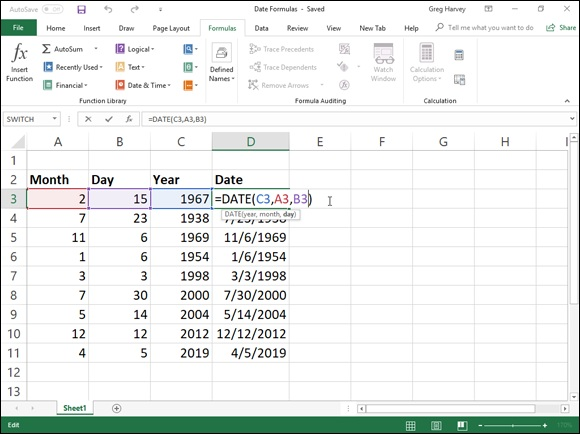 AutoSave Off Date Formulas - Saved Greg Harvey
File Home Insert Draw Page Layout Formulas Data Review View New Tab Help Tell me what you want to do
fx Insert Function
AutoSum Logical
Recently Used Text
Financial Date & Time
Function Library
Defined Names
Trace Precedents
Trace Dependents
Remove Arrows
Formula Auditing
Watch Window
Calculation Options
Calculation
SWITCH fx =DATE(C3,A3,B3)
A B C D E F G H I
1
2 Month Day Year Date
3 2 15 1967 =DATE(C3,A3,B3)
DATE(year, month, day)
4 7 23 1938 7/23/1938
5 11 6 1969 11/6/1969
6 1 6 1954 1/6/1954
7 3 3 1998 3/3/1998
8 7 30 2000 7/30/2000
9 5 14 2004 5/14/2004
10 12 12 2012 12/12/2012
11 4 5 2019 4/5/2019
12
13
Sheet1
Edit